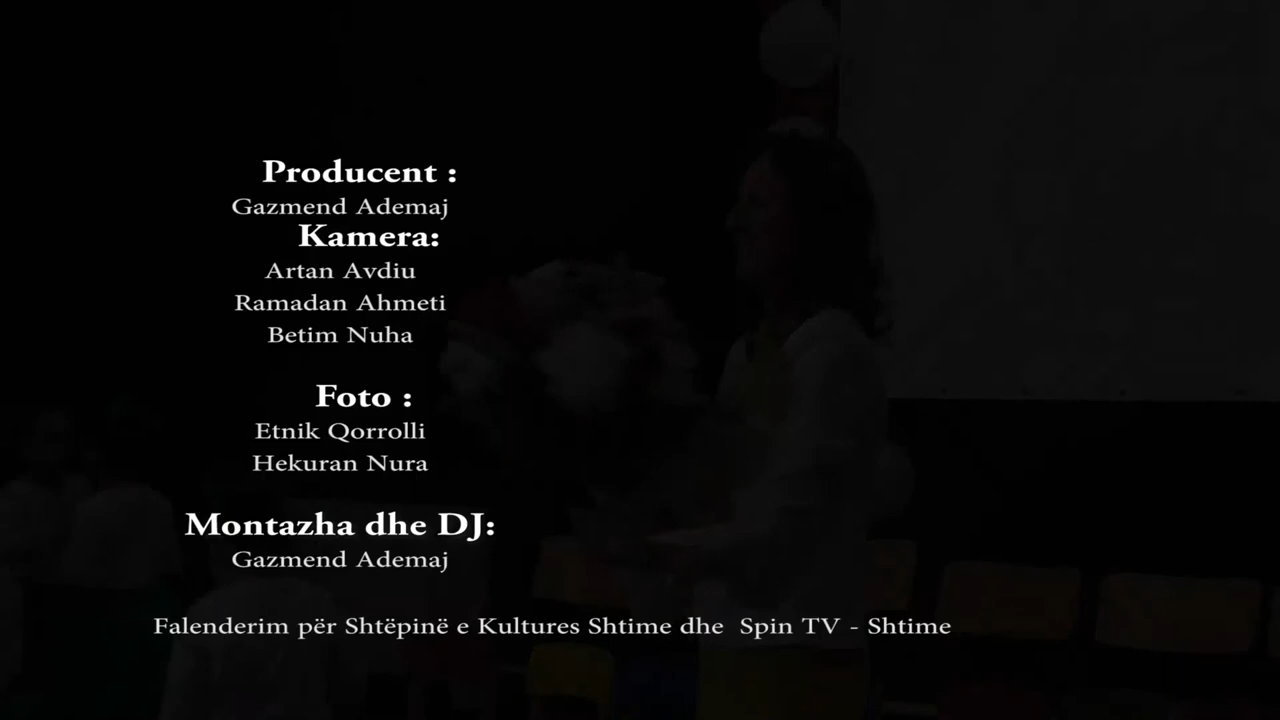 Producent :
Gazmend Ademaj
Kamera:
Artan Avdiu
Ramadan Ahmeti
Betim Nuha
Foto :
Etnik Qorrolli
Hekuran Nura
Montazha dhe DJ:
Gazmend Ademaj
Falenderim për Shtëpinë e Kultures Shtime dhe  Spin TV - Shtime